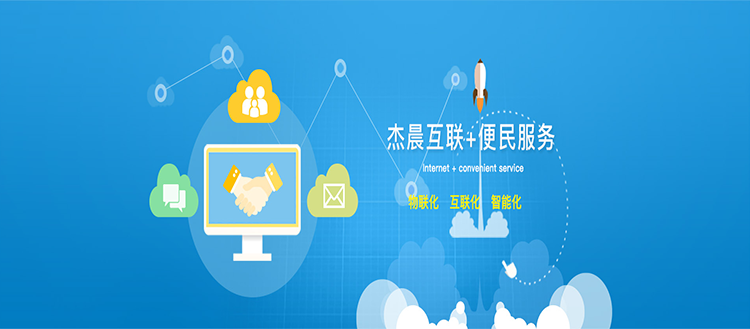 杰晨互联+便民服务
internet + convenient service
物联化 互联化 智能化